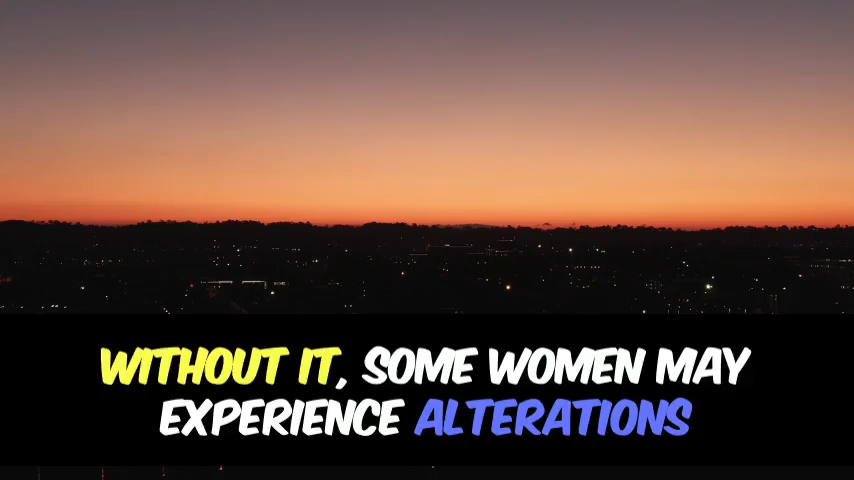 WITHOUT IT, SOME WOMEN MAY
EXPERIENCE ALTERATIONS